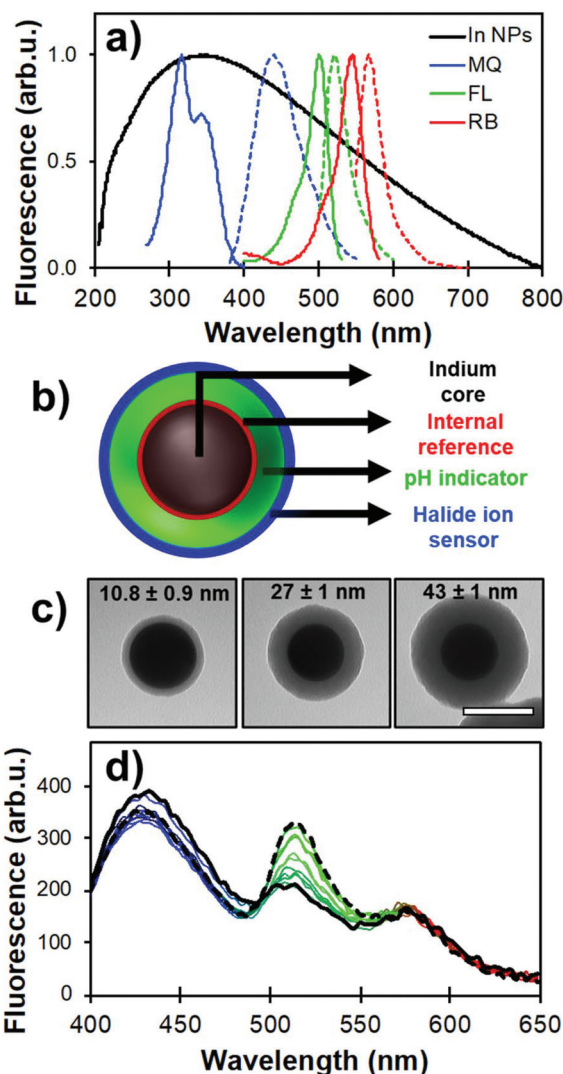 a)
Fluorescence (arb.u.)
1.0
0.5
0.0
In NPs
MQ
FL
RB
200 300 400 500 600 700 800
Wavelength (nm)
b)
Indium
core
Internal
reference
pH indicator
Halide ion
sensor
c)
10.8 ± 0.9 nm
27 ± 1 nm
43 ± 1 nm
d)
Fluorescence (arb.u.)
400
300
200
100
0
400 450 500 550 600 650
Wavelength (nm)